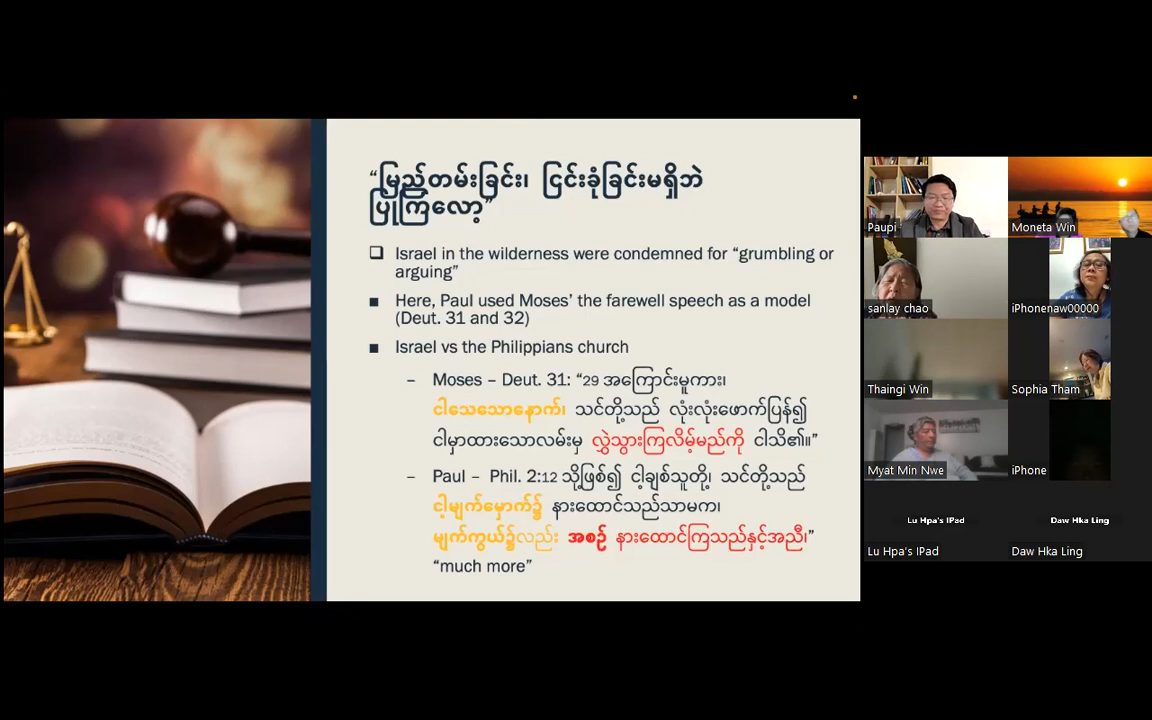 “မြည်တမ်းခြင်း၊ ငြင်းခုံခြင်းမရှိဘဲ
ပြုကြလော့”
Israel in the wilderness were condemned for “grumbling or
arguing”
Here, Paul used Moses’ the farewell speech as a model
(Deut. 31 and 32)
Israel vs the Philippians church
– Moses – Deut. 31: “29 အကြောင်းမူကား၊
ငါသေသောနောက်၊ သင်တို့သည် လုံးလုံးဖောက်ပြန်၍
ငါမှာထားသောလမ်းမှ လွှဲသွားကြလိမ့်မည်ကို ငါသိ၏။”
– Paul – Phil. 2:12 သို့ဖြစ်၍ ငါ့ချစ်သူတို့၊ သင်တို့သည်
ငါ့မျက်မှောက်၌ နားထောင်သည်သာမက၊
မျက်ကွယ်၌လည်း အစဉ် နားထောင်ကြသည်နှင့်အညီ၊”
“much more”
Paupi
Moneta Win
sanlay chao
iPhonenaw00000
Thaingi Win
Sophia Tham
Myat Min Nwe
iPhone
Lu Hpa's IPad
Daw Hka Ling
Lu Hpa's IPad
Daw Hka Ling